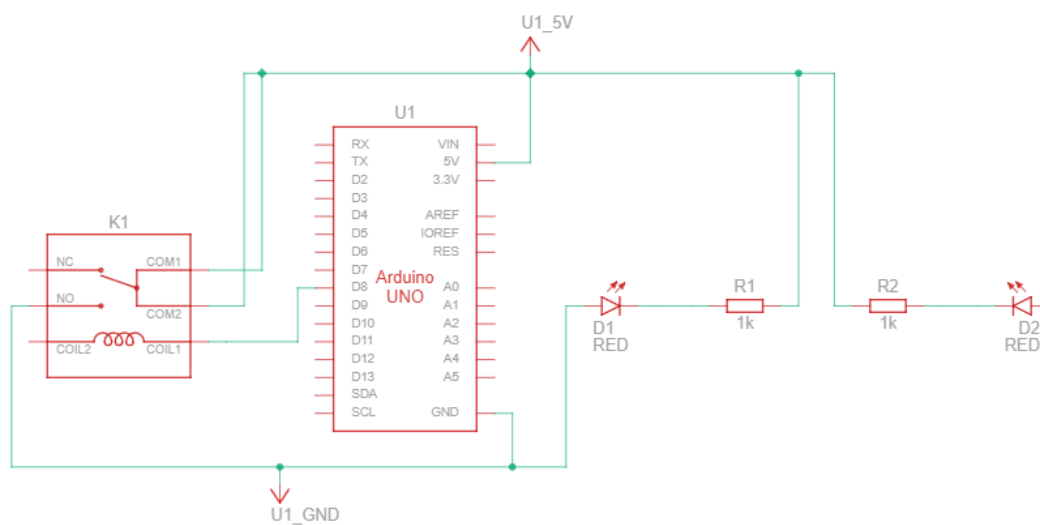 U1_5V
U1
RX VIN
TX 5V
D2 3.3V
D3
D4 AREF
D5 IOREF
D6 RES
D7
D8 A0
D9 A1
D10 A2
D11 A3
D12 A4
D13 A5
SDA
SCL GND
Arduino
UNO
K1
NC COM1
NO COM2
COIL2 COIL1
R1
1k
R2
1k
D1
RED
D2
RED
U1_GND